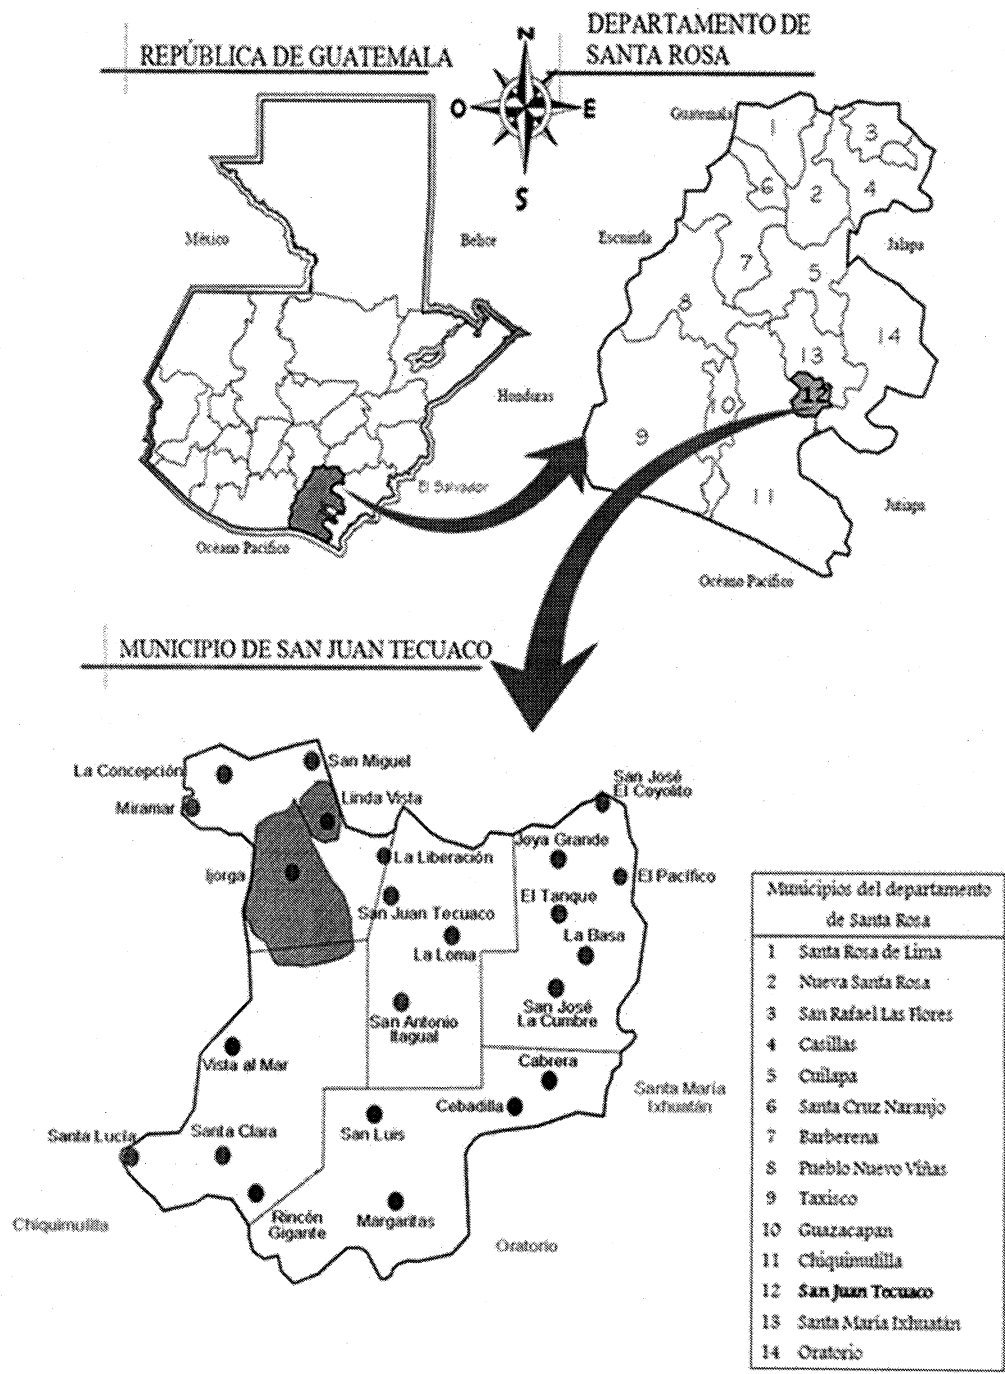 REPÚBLICA DE GUATEMALA
DEPARTAMENTO DE
SANTA ROSA
N
O
E
S
México
Belice
Honduras
El Salvador
Océano Pacífico
Guatemala
Escuintla
Jalapa
Jutiapa
Océano Pacífico
1
3
6
2
4
7
5
8
14
13
12
10
9
11
MUNICIPIO DE SAN JUAN TECUACO
La Concepción
San Miguel
Miramar
Linda Vista
San José
El Coyolito
Joya Grande
La Liberación
Ijorga
El Pacífico
El Tanque
San Juan Tecuaco
La Basa
La Loma
San José
La Cumbre
San Antonio
Itagual
Vista al Mar
Cabrera
Cebadilla
Santa María
Ixhuatán
San Luis
Santa Lucía
Santa Clara
Rincón
Gigante
Margaritas
Chiquimulilla
Oratorio
Municipios del departamento
de Santa Rosa
1 Santa Rosa de Lima
2 Nueva Santa Rosa
3 San Rafael Las Flores
4 Casillas
5 Cuilapa
6 Santa Cruz Naranjo
7 Barberena
8 Pueblo Nuevo Viñas
9 Taxisco
10 Guazacapan
11 Chiquimulilla
12 San Juan Tecuaco
13 Santa María Ixhuatán
14 Oratorio